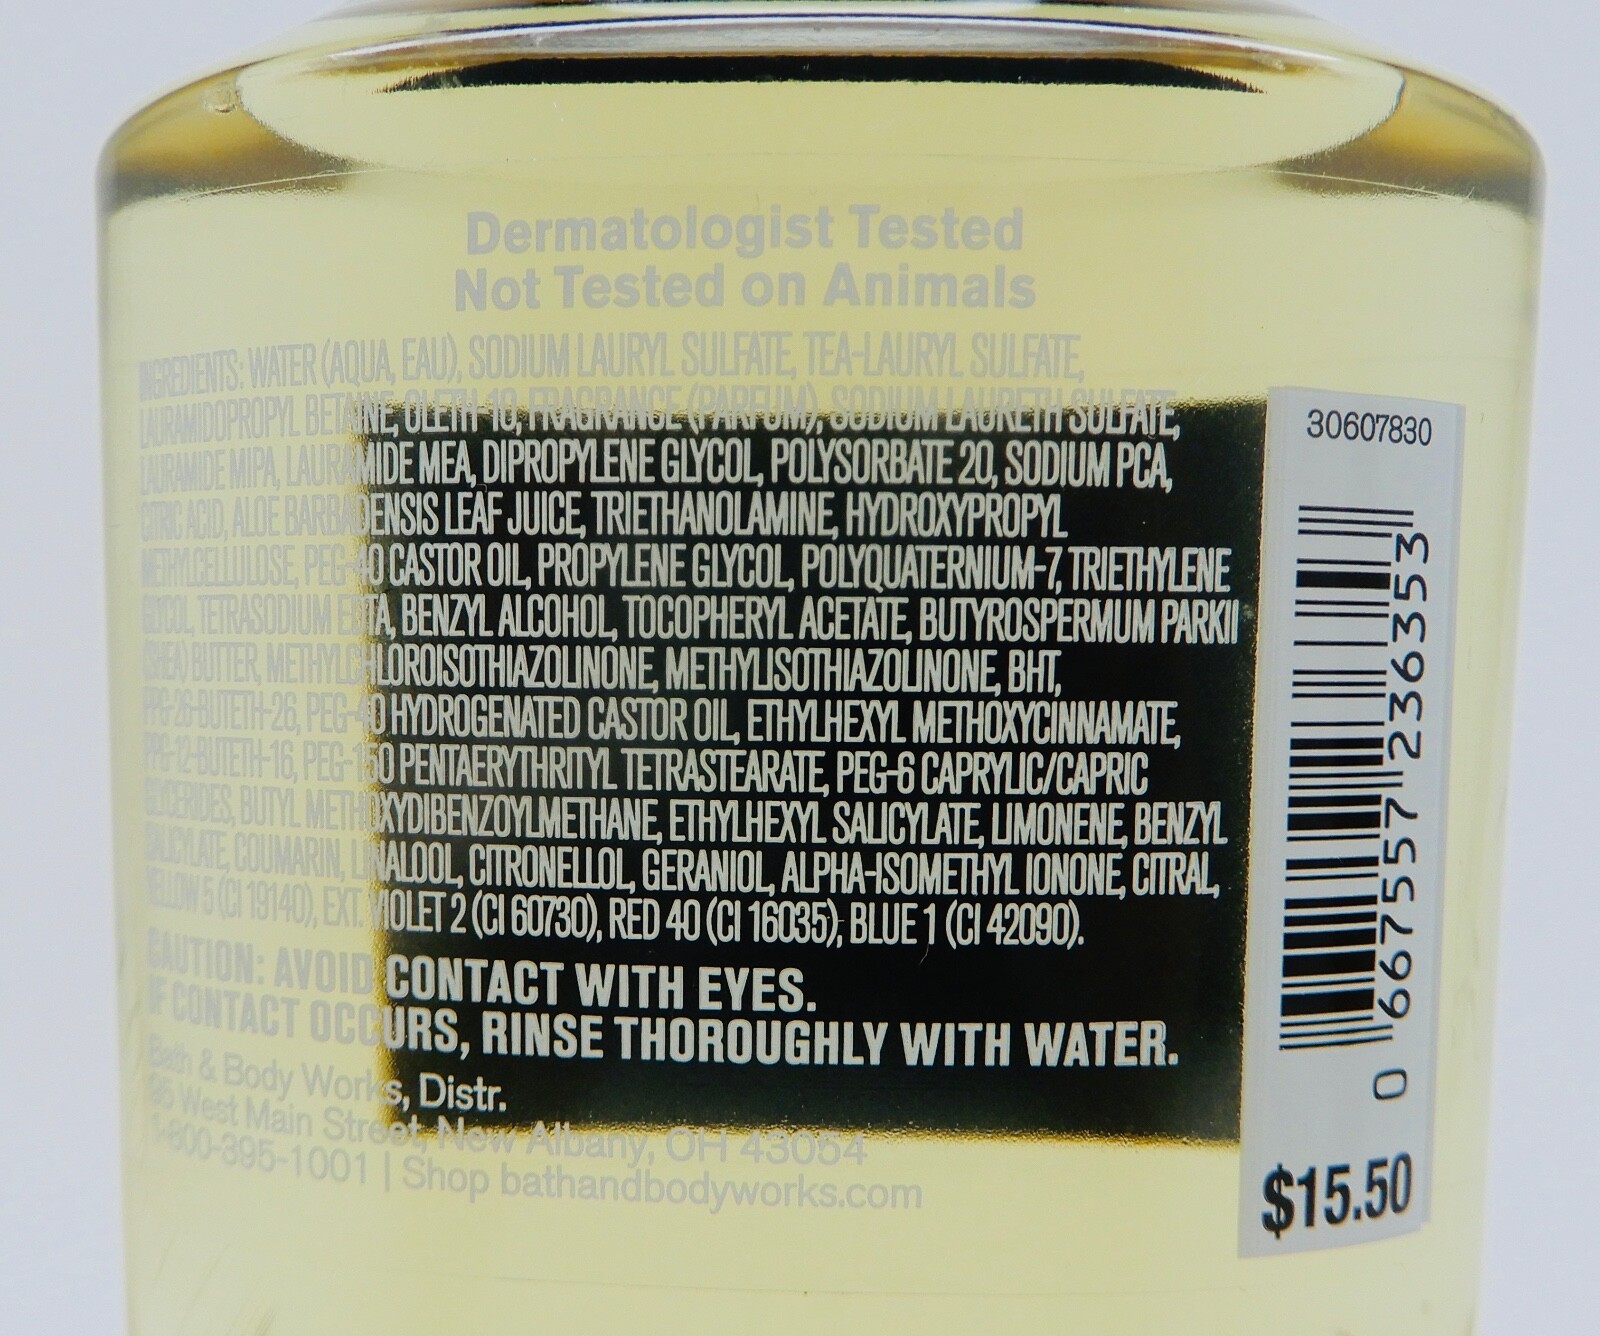 Dermatologist Tested
Not Tested on Animals
INGREDIENTS: WATER (AQUA, EAU), SODIUM LAURYL SULFATE, TEA-LAURYL SULFATE,
LAURAMIDOPROPYL BETAINE, OLETH-10, FRAGRANCE (PARFUM), SODIUM LAURETH SULFATE,
LAURAMIDE MIPA, LAURAMIDE MEA, DIPROPYLENE GLYCOL, POLYSORBATE 20, SODIUM PCA,
CITRIC ACID, ALOE BARBADENSIS LEAF JUICE, TRIETHANOLAMINE, HYDROXYPROPYL
METHYLCELLULOSE, PEG-40 CASTOR OIL, PROPYLENE GLYCOL, POLYQUATERNIUM-7, TRIETHYLENE
GLYCOL, TETRASODIUM EDTA, BENZYL ALCOHOL, TOCOPHERYL ACETATE, BUTYROSPERMUM PARKII
(SHEA) BUTTER, METHYLCHLOROISOTHIAZOLINONE, METHYLISOTHIAZOLINONE, BHT,
PPG-26-BUTETH-26, PEG-40 HYDROGENATED CASTOR OIL, ETHYLHEXYL METHOXYCINNAMATE,
PPG-12-BUTETH-16, PEG-150 PENTAERYTHRITYL TETRASTEARATE, PEG-6 CAPRYLIC/CAPRIC
GLYCERIDES, BUTYL METHOXYDIBENZOYLMETHANE, ETHYLHEXYL SALICYLATE, LIMONENE, BENZYL
SALICYLATE, COUMARIN, LINALOOL, CITRONELLOL, GERANIOL, ALPHA-ISOMETHYL IONONE, CITRAL,
YELLOW 5 (CI 19140), EXT. VIOLET 2 (CI 60730), RED 40 (CI 16035), BLUE 1 (CI 42090).
CAUTION: AVOID CONTACT WITH EYES.
IF CONTACT OCCURS, RINSE THOROUGHLY WITH WATER.
Bath & Body Works, Distr.
95 West Main Street, New Albany, OH 43054
1-800-395-1001 | Shop bathandbodyworks.com
30607830
0 667557 236353
$15.50